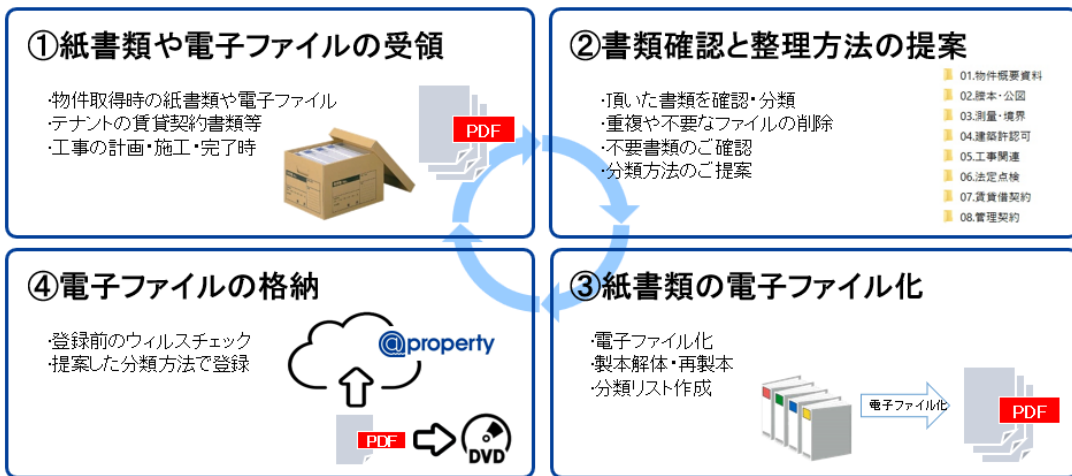 ①紙書類や電子ファイルの受領
・物件取得時の紙書類や電子ファイル
・テナントの賃貸契約書類等
・工事の計画・施工・完了時
PDF
②書類確認と整理方法の提案
・頂いた書類を確認・分類
・重複や不要なファイルの削除
・不要書類のご確認
・分類方法のご提案
01.物件概要資料
02.謄本・公図
03.測量・境界
04.建築許認可
05.工事関連
06.法定点検
07.賃貸借契約
08.管理契約
③紙書類の電子ファイル化
・電子ファイル化
・製本解体・再製本
・分類リスト作成
電子ファイル化
PDF
④電子ファイルの格納
・登録前のウィルスチェック
・提案した分類方法で登録
@property
PDF
DVD